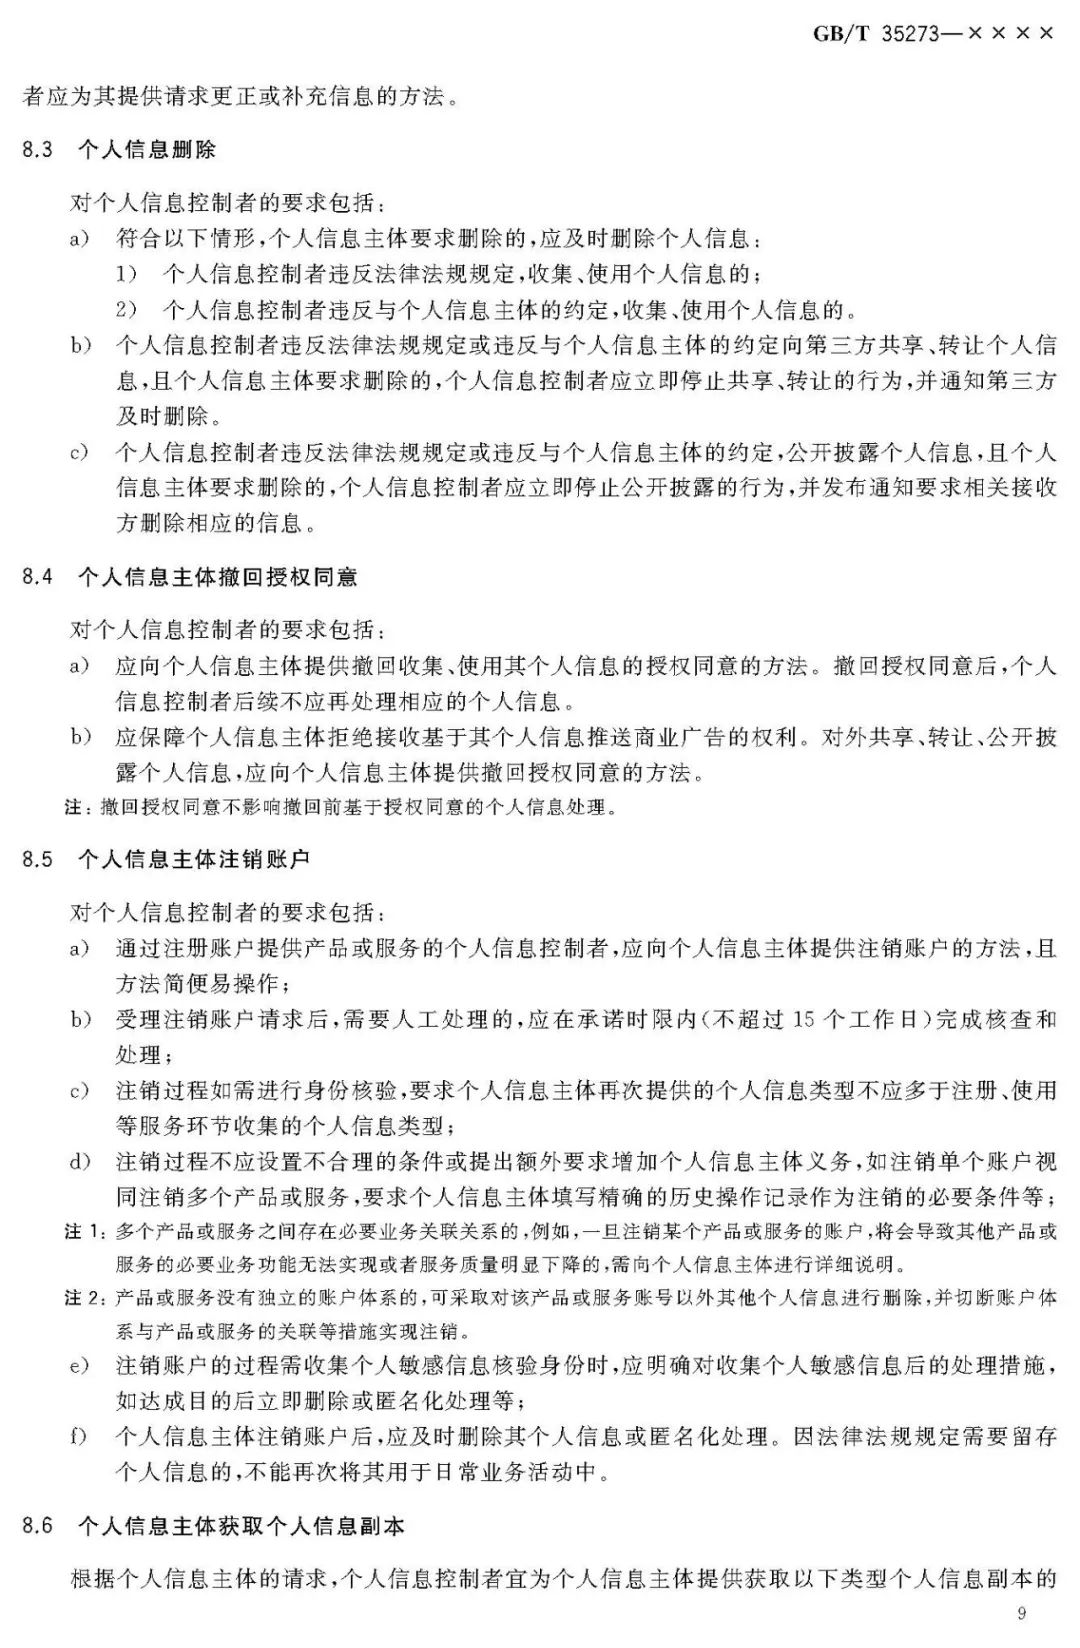 GB/T 35273—××××
者应为其提供请求更正或补充信息的方法。
8.3 个人信息删除
对个人信息控制者的要求包括:
a) 符合以下情形,个人信息主体要求删除的,应及时删除个人信息:
1) 个人信息控制者违反法律法规规定,收集、使用个人信息的;
2) 个人信息控制者违反与个人信息主体的约定,收集、使用个人信息的。
b) 个人信息控制者违反法律法规规定或违反与个人信息主体的约定向第三方共享、转让个人信
息,且个人信息主体要求删除的,个人信息控制者应立即停止共享、转让的行为,并通知第三方
及时删除。
c) 个人信息控制者违反法律法规规定或违反与个人信息主体的约定,公开披露个人信息,且个人
信息主体要求删除的,个人信息控制者应立即停止公开披露的行为,并发布通知要求相关接收
方删除相应的信息。
8.4 个人信息主体撤回授权同意
对个人信息控制者的要求包括:
a) 应向个人信息主体提供撤回收集、使用其个人信息的授权同意的方法。撤回授权同意后,个人
信息控制者后续不应再处理相应的个人信息。
b) 应保障个人信息主体拒绝接收基于其个人信息推送商业广告的权利。对外共享、转让、公开披
露个人信息,应向个人信息主体提供撤回授权同意的方法。
注:撤回授权同意不影响撤回前基于授权同意的个人信息处理。
8.5 个人信息主体注销账户
对个人信息控制者的要求包括:
a) 通过注册账户提供产品或服务的个人信息控制者,应向个人信息主体提供注销账户的方法,且
方法简便易操作;
b) 受理注销账户请求后,需要人工处理的,应在承诺时限内(不超过 15 个工作日)完成核查和
处理;
c) 注销过程如需进行身份核验,要求个人信息主体再次提供的个人信息类型不应多于注册、使用
等服务环节收集的个人信息类型;
d) 注销过程不应设置不合理的条件或提出额外要求增加个人信息主体义务,如注销单个账户视
同注销多个产品或服务,要求个人信息主体填写精确的历史操作记录作为注销的必要条件等;
注 1:多个产品或服务之间存在必要业务关联关系的,例如,一旦注销某个产品或服务的账户,将会导致其他产品或
服务的必要业务功能无法实现或者服务质量明显下降的,需向个人信息主体进行详细说明。
注 2:产品或服务没有独立的账户体系的,可采取对该产品或服务账号以外其他个人信息进行删除,并切断账户体
系与产品或服务的关联等措施实现注销。
e) 注销账户的过程需收集个人敏感信息核验身份时,应明确对收集个人敏感信息后的处理措施,
如达成目的后立即删除或匿名化处理等;
f) 个人信息主体注销账户后,应及时删除其个人信息或匿名化处理。因法律法规规定需要留存
个人信息的,不能再次将其用于日常业务活动中。
8.6 个人信息主体获取个人信息副本
根据个人信息主体的请求,个人信息控制者宜为个人信息主体提供获取以下类型个人信息副本的
9